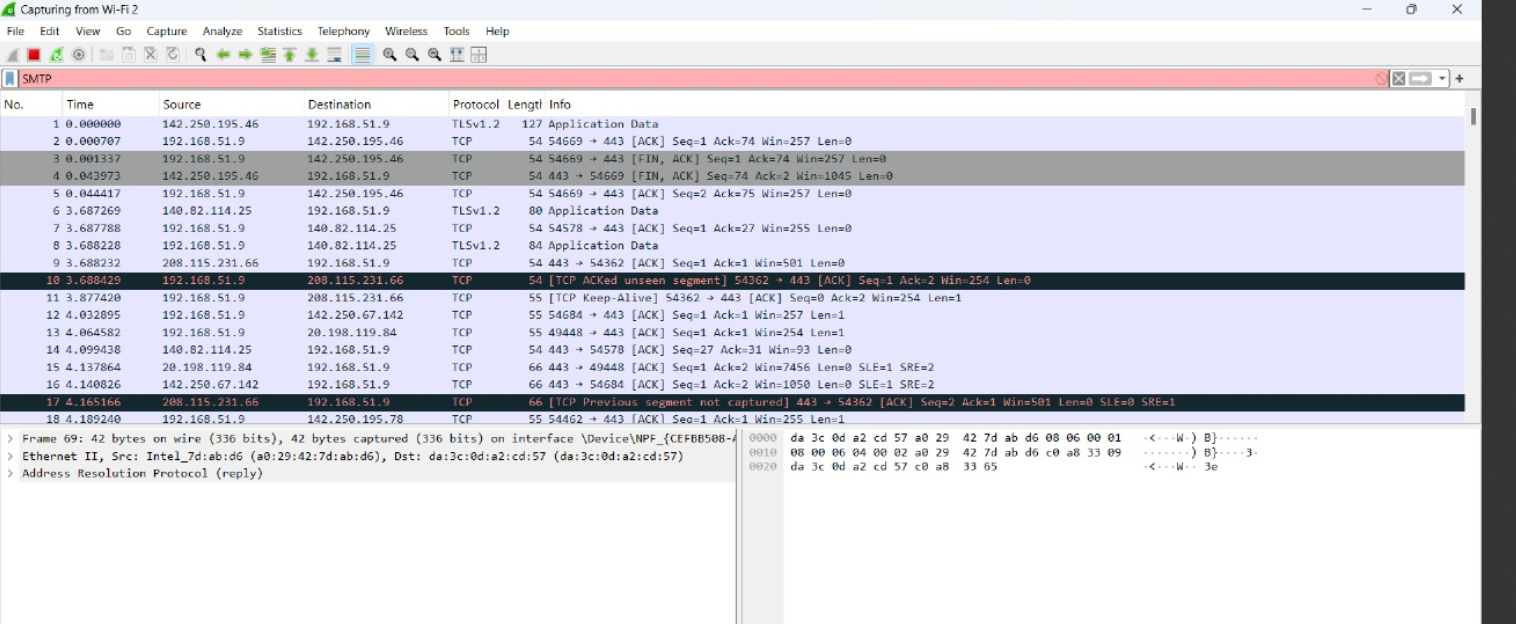 Capturing from Wi-Fi 2
File Edit View Go Capture Analyze Statistics Telephony Wireless Tools Help
SMTP
No. Time Source Destination Protocol Length Info
1 0.000000 142.250.195.46 192.168.51.9 TLSv1.2 127 Application Data
2 0.000707 192.168.51.9 142.250.195.46 TCP 54 54669 → 443 [ACK] Seq=1 Ack=74 Win=257 Len=0
3 0.001337 192.168.51.9 142.250.195.46 TCP 54 54669 → 443 [FIN, ACK] Seq=1 Ack=74 Win=257 Len=0
4 0.043973 142.250.195.46 192.168.51.9 TCP 54 443 → 54669 [FIN, ACK] Seq=74 Ack=2 Win=1045 Len=0
5 0.044417 192.168.51.9 142.250.195.46 TCP 54 54669 → 443 [ACK] Seq=2 Ack=75 Win=257 Len=0
6 3.687269 140.82.114.25 192.168.51.9 TLSv1.2 80 Application Data
7 3.687788 192.168.51.9 140.82.114.25 TCP 54 54578 → 443 [ACK] Seq=1 Ack=27 Win=255 Len=0
8 3.688228 192.168.51.9 140.82.114.25 TLSv1.2 84 Application Data
9 3.688232 208.115.231.66 192.168.51.9 TCP 54 443 → 54362 [ACK] Seq=1 Ack=1 Win=501 Len=0
10 3.688429 192.168.51.9 208.115.231.66 TCP 54 [TCP ACKed unseen segment] 54362 → 443 [ACK] Seq=1 Ack=2 Win=254 Len=0
11 3.877420 192.168.51.9 208.115.231.66 TCP 55 [TCP Keep-Alive] 54362 → 443 [ACK] Seq=0 Ack=2 Win=254 Len=1
12 4.032895 192.168.51.9 142.250.67.142 TCP 55 54684 → 443 [ACK] Seq=1 Ack=1 Win=257 Len=1
13 4.064582 192.168.51.9 20.198.119.84 TCP 55 49448 → 443 [ACK] Seq=1 Ack=1 Win=254 Len=1
14 4.099438 140.82.114.25 192.168.51.9 TCP 54 443 → 54578 [ACK] Seq=27 Ack=31 Win=93 Len=0
15 4.137864 20.198.119.84 192.168.51.9 TCP 66 443 → 49448 [ACK] Seq=1 Ack=2 Win=7456 Len=0 SLE=1 SRE=2
16 4.140826 142.250.67.142 192.168.51.9 TCP 66 443 → 54684 [ACK] Seq=1 Ack=2 Win=1050 Len=0 SLE=1 SRE=2
17 4.165166 208.115.231.66 192.168.51.9 TCP 66 [TCP Previous segment not captured] 443 → 54362 [ACK] Seq=2 Ack=1 Win=501 Len=0 SLE=0 SRE=1
18 4.189240 192.168.51.9 142.250.195.78 TCP 55 54462 → 443 [ACK] Seq=1 Ack=1 Win=255 Len=1
> Frame 69: 42 bytes on wire (336 bits), 42 bytes captured (336 bits) on interface \Device\NPF_{CEFBB508-A
> Ethernet II, Src: Intel_7d:ab:d6 (a0:29:42:7d:ab:d6), Dst: da:3c:0d:a2:cd:57 (da:3c:0d:a2:cd:57)
> Address Resolution Protocol (reply)
0000 da 3c 0d a2 cd 57 a0 29 42 7d ab d6 08 06 00 01 ·<···W·) B}······
0010 08 00 06 04 00 02 a0 29 42 7d ab d6 c0 a8 33 09 ·······) B}····3·
0020 da 3c 0d a2 cd 57 c0 a8 33 65 ·<···W·· 3e